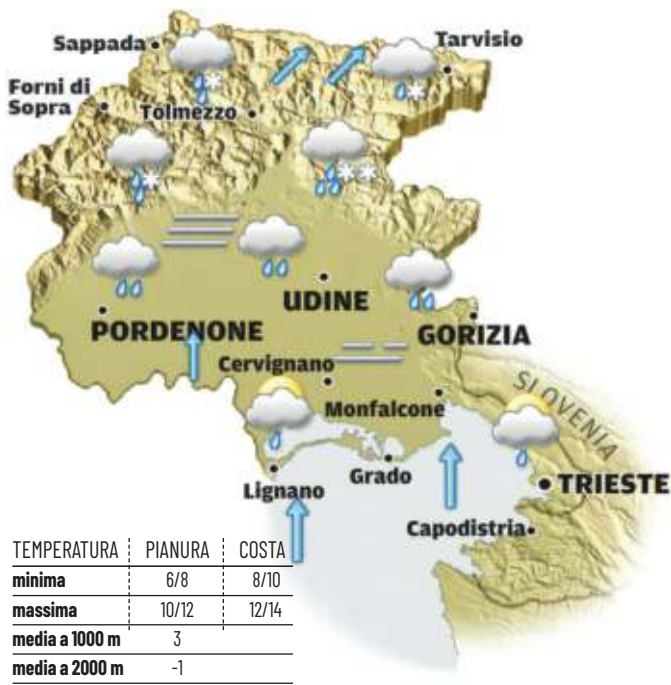 Sappada
Tarvisio
Forni di
Sopra
Tolmezzo
UDINE
PORDENONE
GORIZIA
Cervignano
SLOVENIA
Monfalcone
Lignano
Grado
TRIESTE
Capodistria
TEMPERATURA PIANURA COSTA
minima 6/8 8/10
massima 10/12 12/14
media a 1000 m 3
media a 2000 m -1